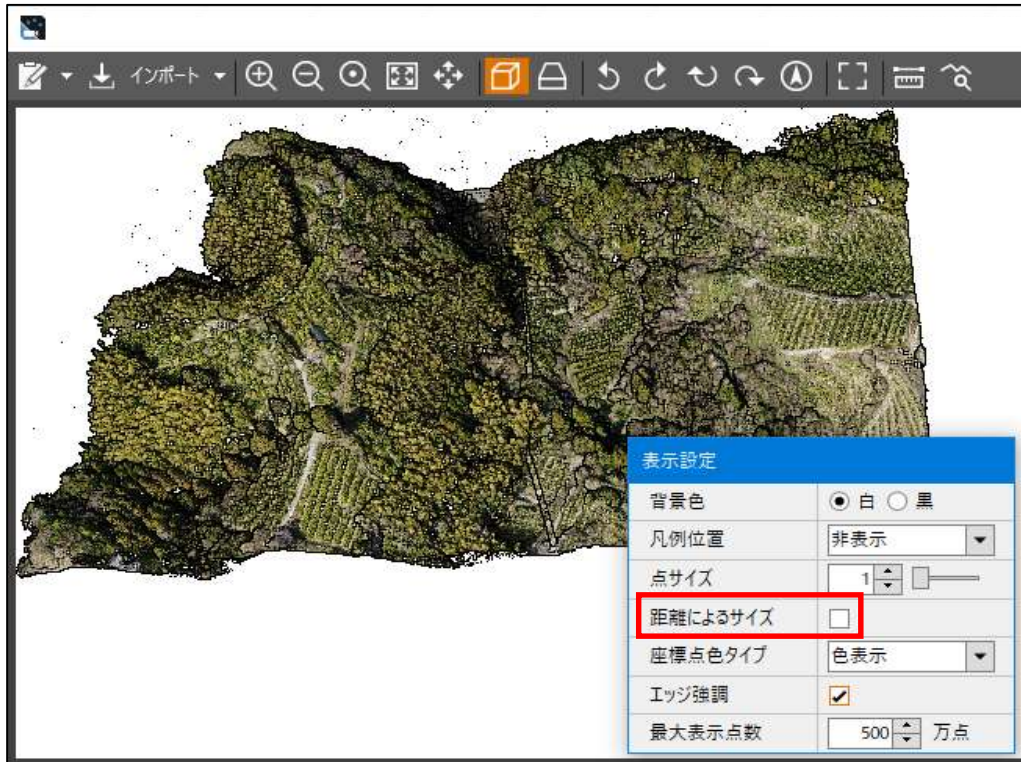 インポート
表示設定
背景色 白 黒
凡例位置 非表示
点サイズ 1
距離によるサイズ
座標点色タイプ 色表示
エッジ強調
最大表示点数 500 万点